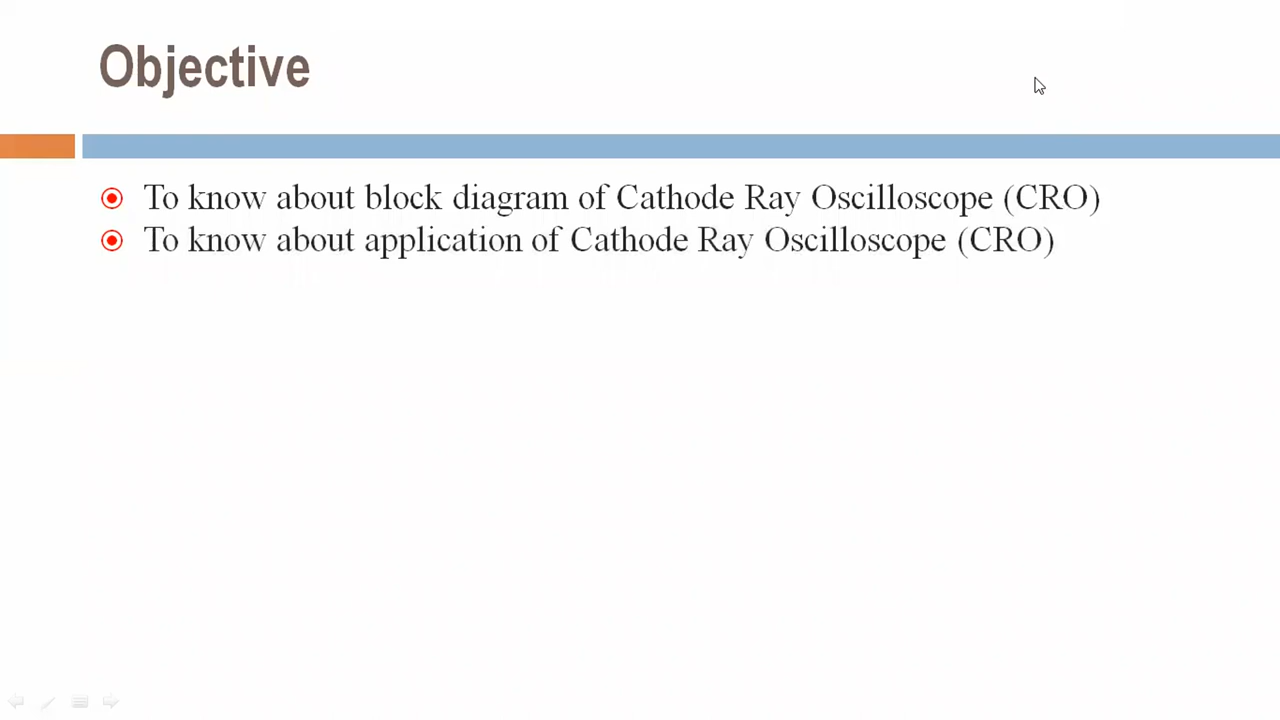 Objective
To know about block diagram of Cathode Ray Oscilloscope (CRO)
To know about application of Cathode Ray Oscilloscope (CRO)